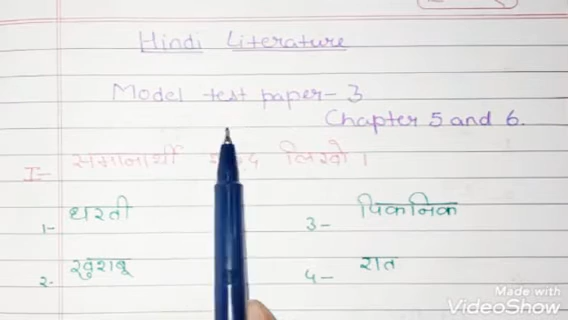 Hindi Literature
Model test paper- 3
Chapter 5 and 6.
I- समानार्थी शब्द लिखो।
1- धरती
3- पिकनिक
2. खुशबू
4- रात
Made with
VideoShow